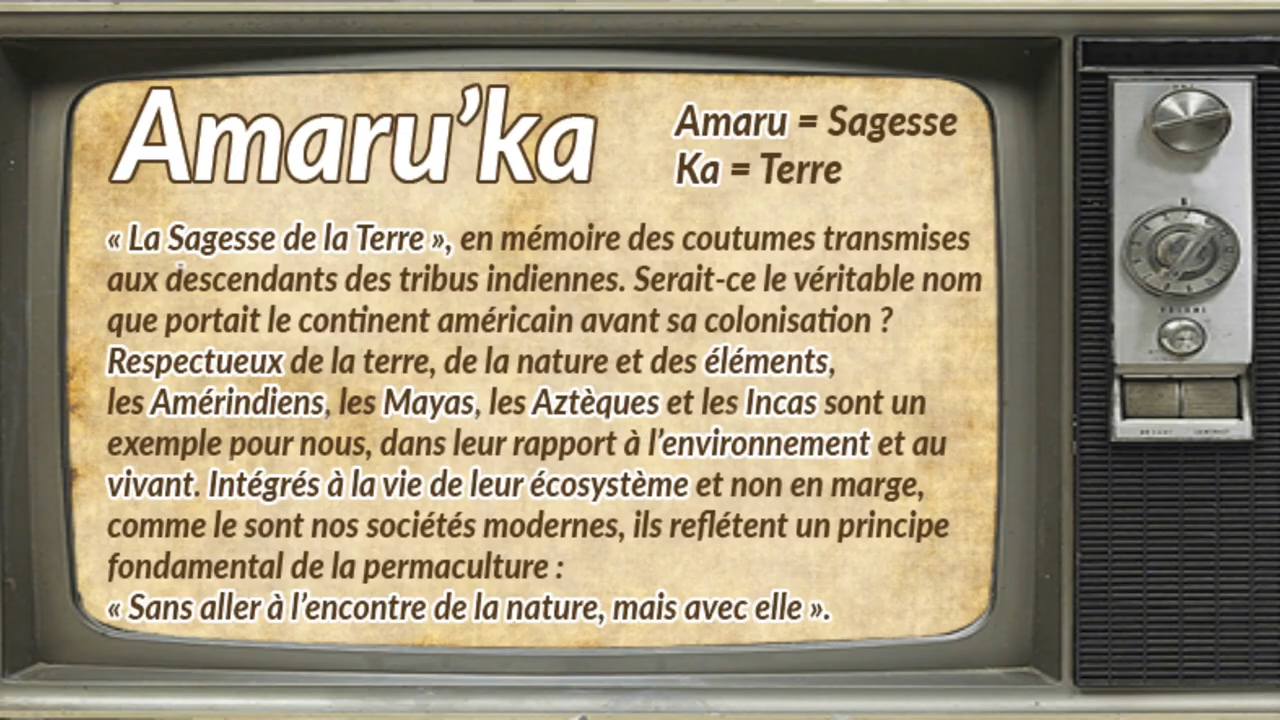 Amaru’ka
Amaru = Sagesse
Ka = Terre
« La Sagesse de la Terre », en mémoire des coutumes transmises
aux descendants des tribus indiennes. Serait-ce le véritable nom
que portait le continent américain avant sa colonisation ?
Respectueux de la terre, de la nature et des éléments,
les Amérindiens, les Mayas, les Aztèques et les Incas sont un
exemple pour nous, dans leur rapport à l’environnement et au
vivant. Intégrés à la vie de leur écosystème et non en marge,
comme le sont nos sociétés modernes, ils reflétent un principe
fondamental de la permaculture :
« Sans aller à l’encontre de la nature, mais avec elle ».
VOLUME